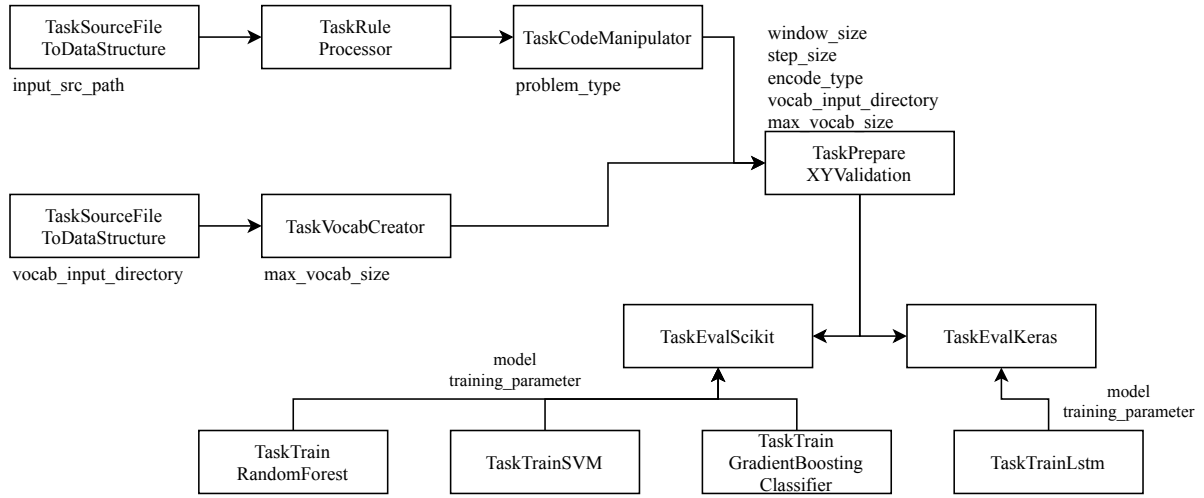 TaskSourceFile
ToDataStructure
input_src_path
TaskRule
Processor
TaskCodeManipulator
problem_type
window_size
step_size
encode_type
vocab_input_directory
max_vocab_size
TaskPrepare
XYValidation
TaskSourceFile
ToDataStructure
vocab_input_directory
TaskVocabCreator
max_vocab_size
TaskEvalScikit
TaskEvalKeras
model
training_parameter
model
training_parameter
TaskTrain
RandomForest
TaskTrainSVM
TaskTrain
GradientBoosting
Classifier
TaskTrainLstm